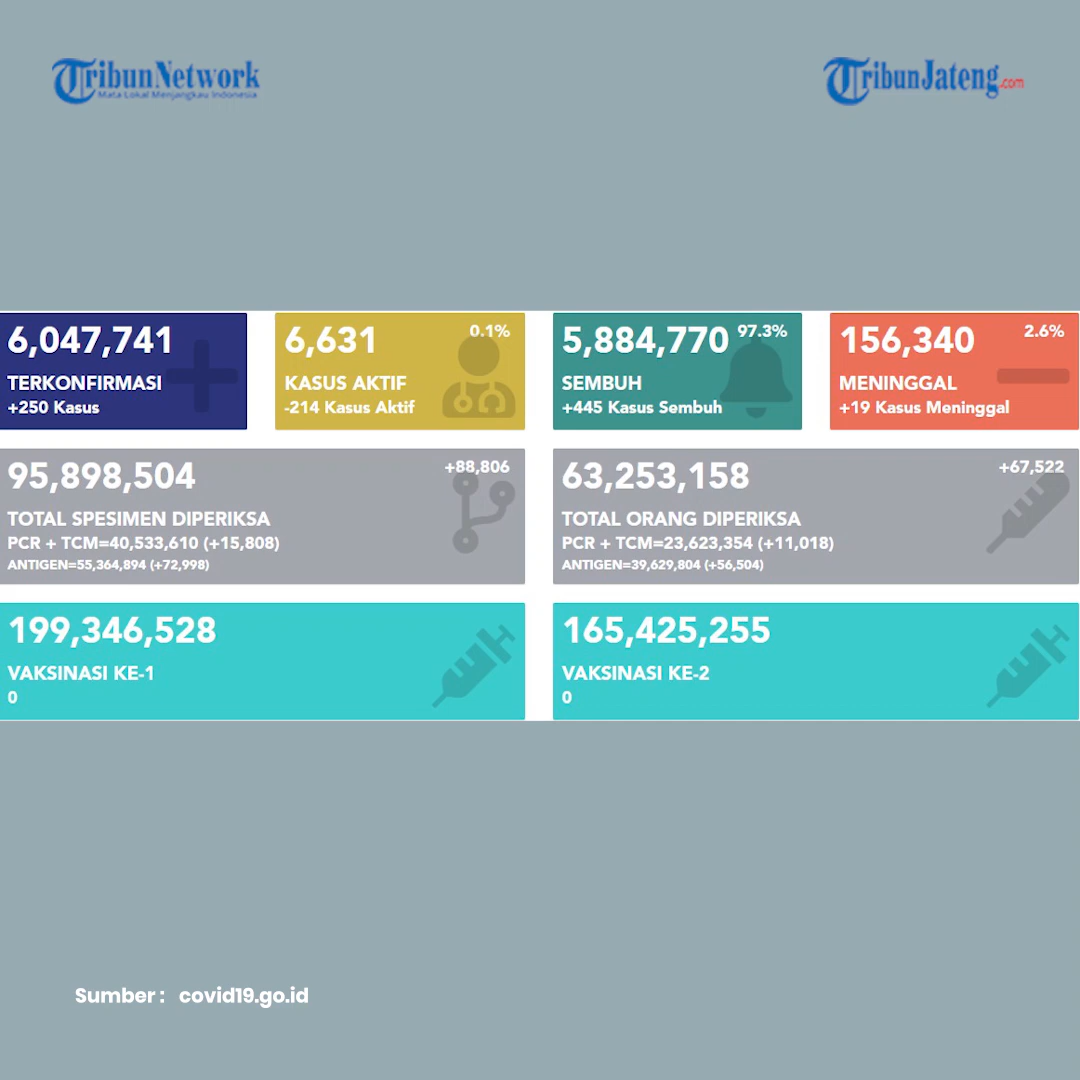 TribunNetwork
Mata Lokal Menjangkau Indonesia
TribunJateng.com
6,047,741
TERKONFIRMASI
+250 Kasus
6,631
0.1%
KASUS AKTIF
-214 Kasus Aktif
5,884,770
97.3%
SEMBUH
+445 Kasus Sembuh
156,340
2.6%
MENINGGAL
+19 Kasus Meninggal
95,898,504
+88,806
TOTAL SPESIMEN DIPERIKSA
PCR + TCM=40,533,610 (+15,808)
ANTIGEN=55,364,894 (+72,998)
63,253,158
+67,522
TOTAL ORANG DIPERIKSA
PCR + TCM=23,623,354 (+11,018)
ANTIGEN=39,629,804 (+56,504)
199,346,528
VAKSINASI KE-1
0
165,425,255
VAKSINASI KE-2
0
Sumber : covid19.go.id